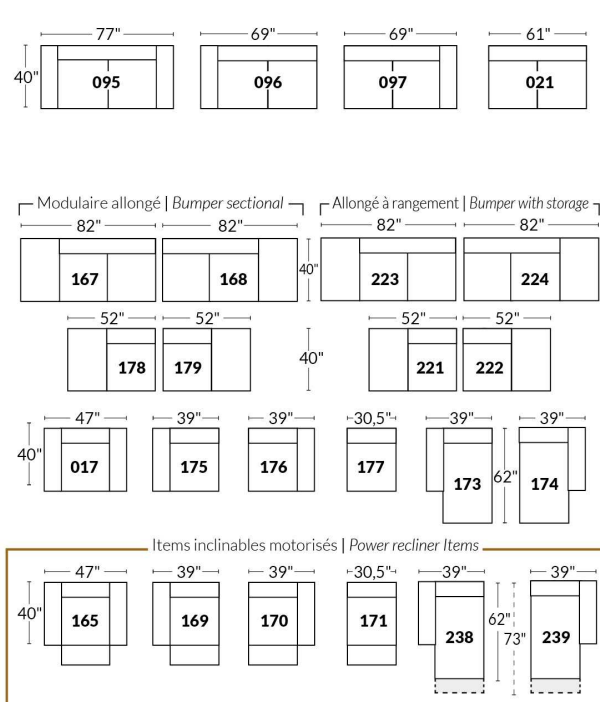 77" 69" 69" 61"
40" 095 096 097 021
Modulaire allongé | Bumper sectional Allongé à rangement | Bumper with storage
82" 82" 82" 82"
167 168 40" 223 224
52" 52" 52" 52"
178 179 40" 221 222
47" 39" 39" 30,5" 39" 39"
40" 017 175 176 177 173 62" 174
Items inclinables motorisés | Power recliner Items
47" 39" 39" 30,5" 39" 39"
40" 165 169 170 171 238 62" 73" 239